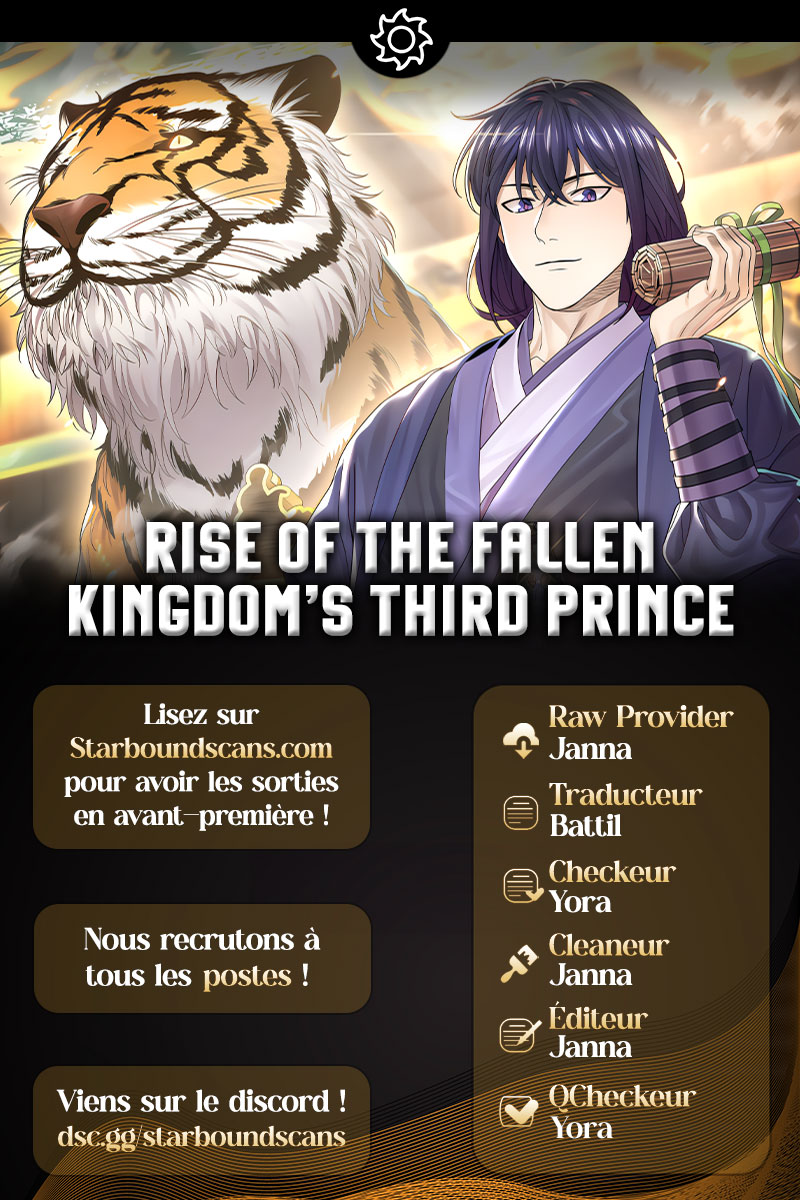 RISE OF THE FALLEN
KINGDOM'S THIRD PRINCE
Lisez sur
Starboundscans.com
pour avoir les sorties
en avant-première !
Nous recrutons à
tous les postes !
Viens sur le discord !
dsc.gg/starboundscans
Raw Provider
Janna
Traducteur
Battil
Checkeur
Yora
Cleaneur
Janna
Éditeur
Janna
QCheckeur
Yora